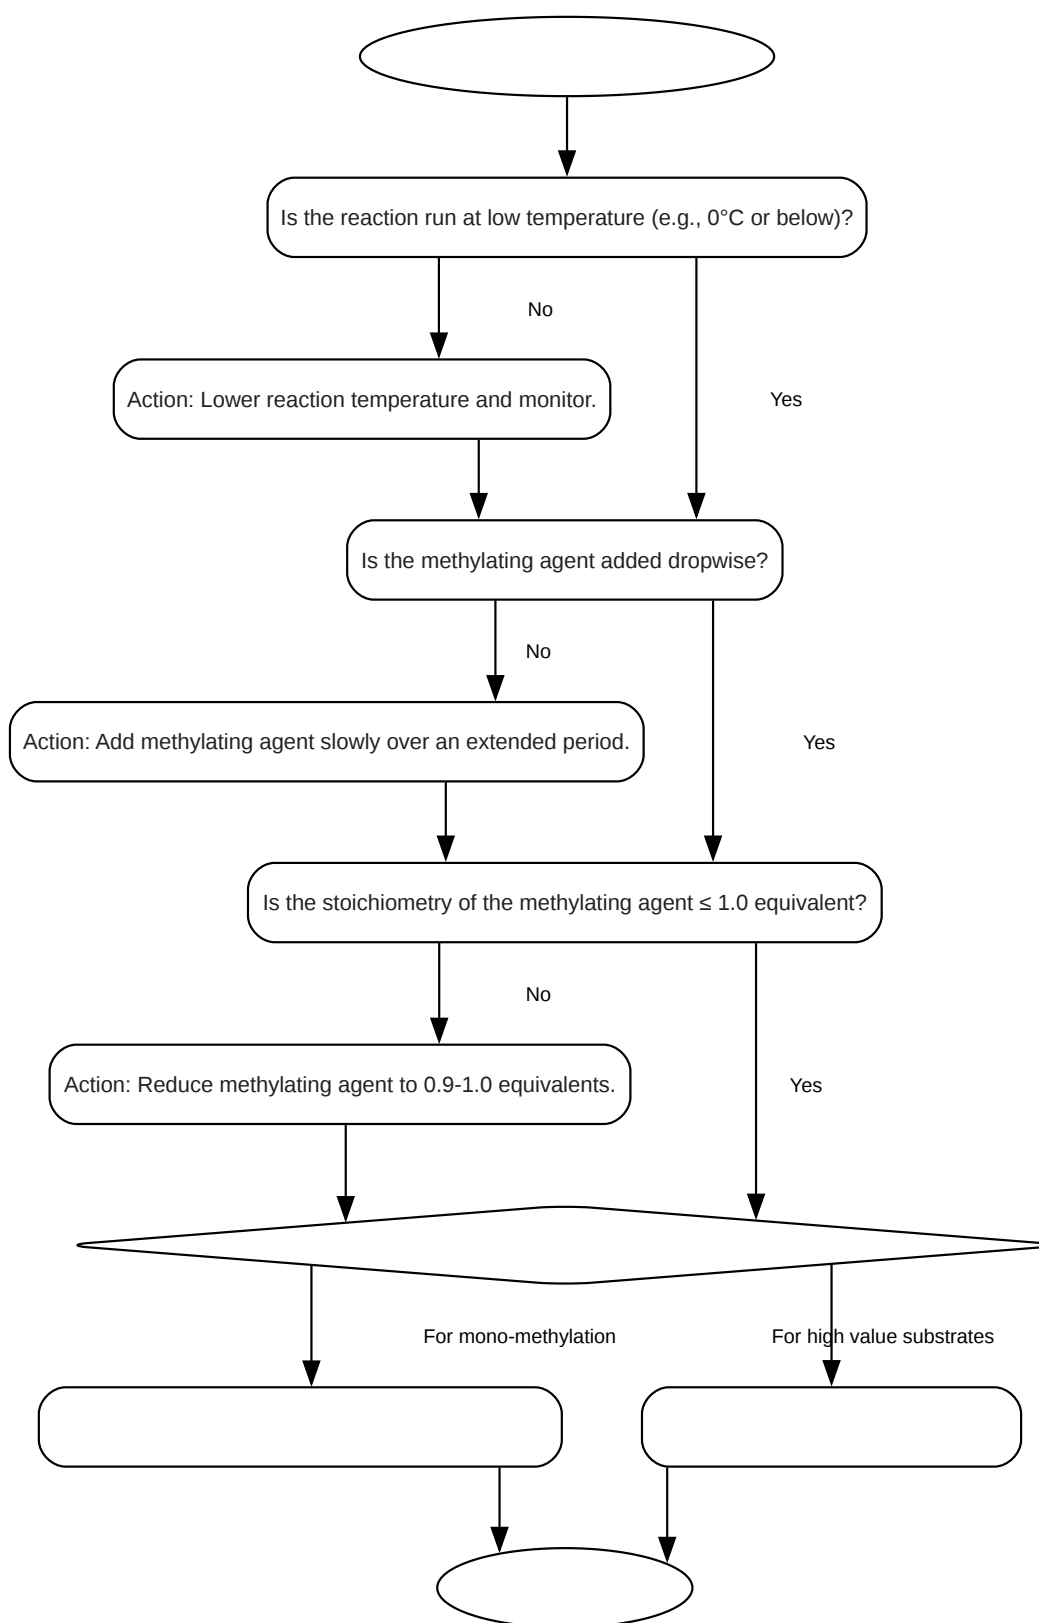 Is the reaction run at low temperature (e.g., 0°C or below)?
No
Action: Lower reaction temperature and monitor.
Yes
Is the methylating agent added dropwise?
No
Action: Add methylating agent slowly over an extended period.
Yes
Is the stoichiometry of the methylating agent ≤ 1.0 equivalent?
No
Action: Reduce methylating agent to 0.9-1.0 equivalents.
Yes
For mono-methylation
For high value substrates